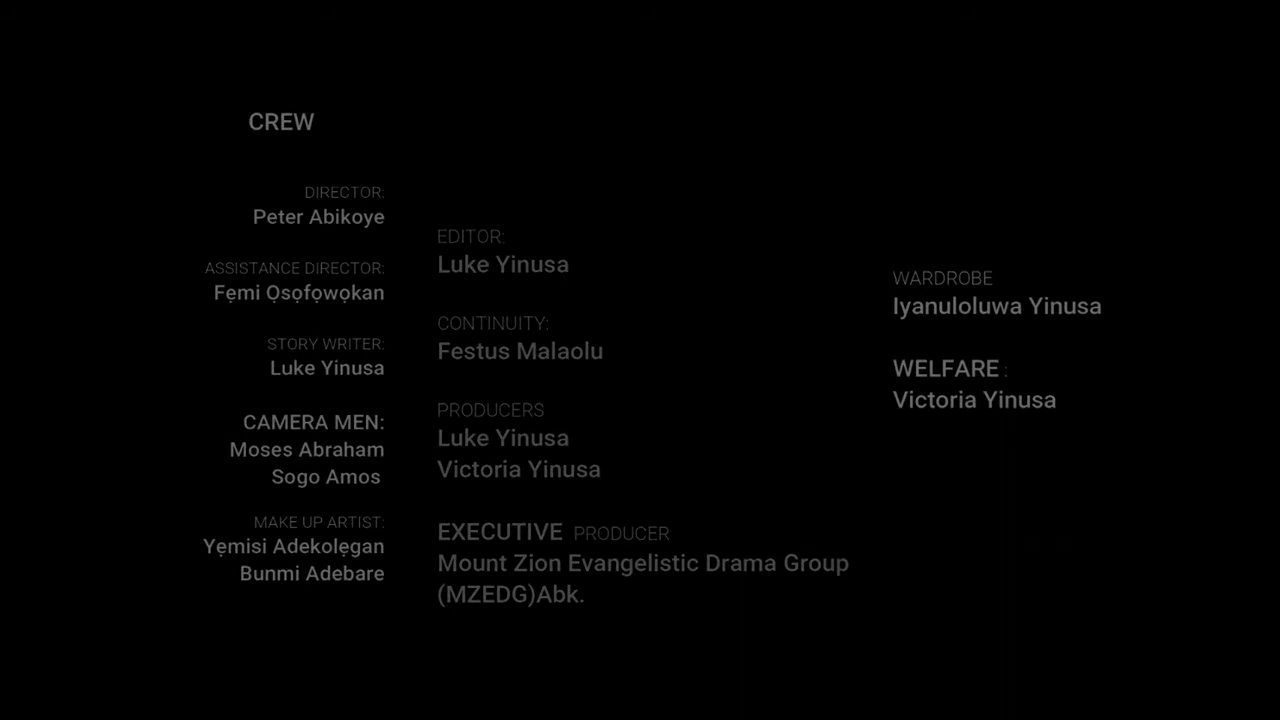 CREW
DIRECTOR:
Peter Abikoye
ASSISTANCE DIRECTOR:
Fẹmi Ọsọfọwọkan
STORY WRITER:
Luke Yinusa
CAMERA MEN:
Moses Abraham
Sogo Amos
MAKE UP ARTIST:
Yẹmisi Adekolẹgan
Bunmi Adebare
EDITOR:
Luke Yinusa
CONTINUITY:
Festus Malaolu
PRODUCERS
Luke Yinusa
Victoria Yinusa
EXECUTIVE PRODUCER
Mount Zion Evangelistic Drama Group
(MZEDG)Abk.
WARDROBE
Iyanuloluwa Yinusa
WELFARE :
Victoria Yinusa